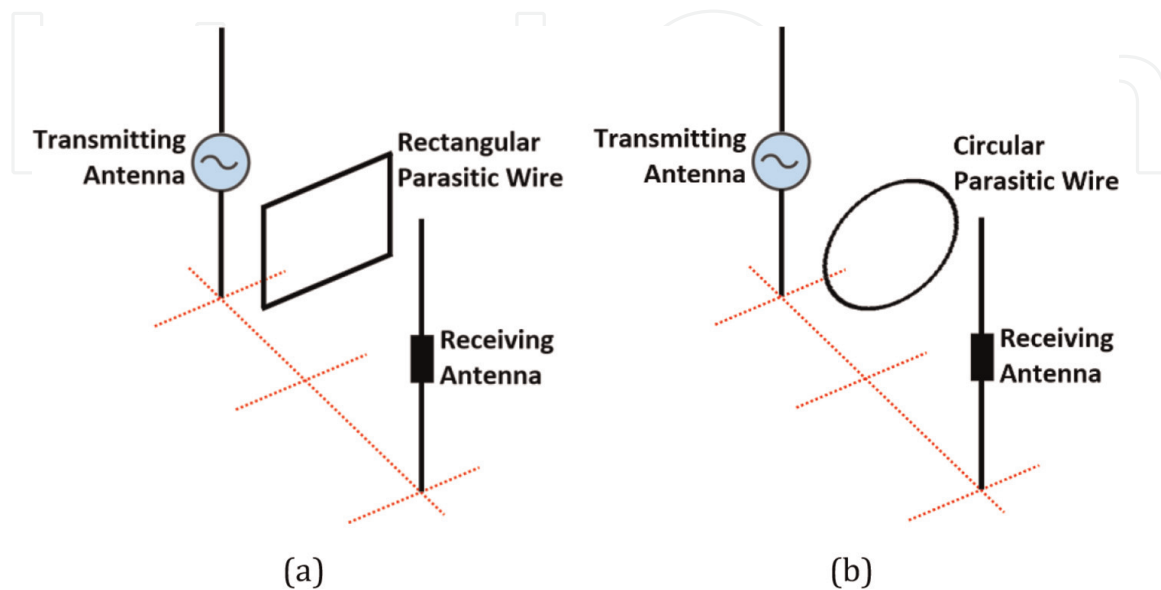 Transmitting
Antenna
Rectangular
Parasitic Wire
Receiving
Antenna
(a)
Transmitting
Antenna
Circular
Parasitic Wire
Receiving
Antenna
(b)